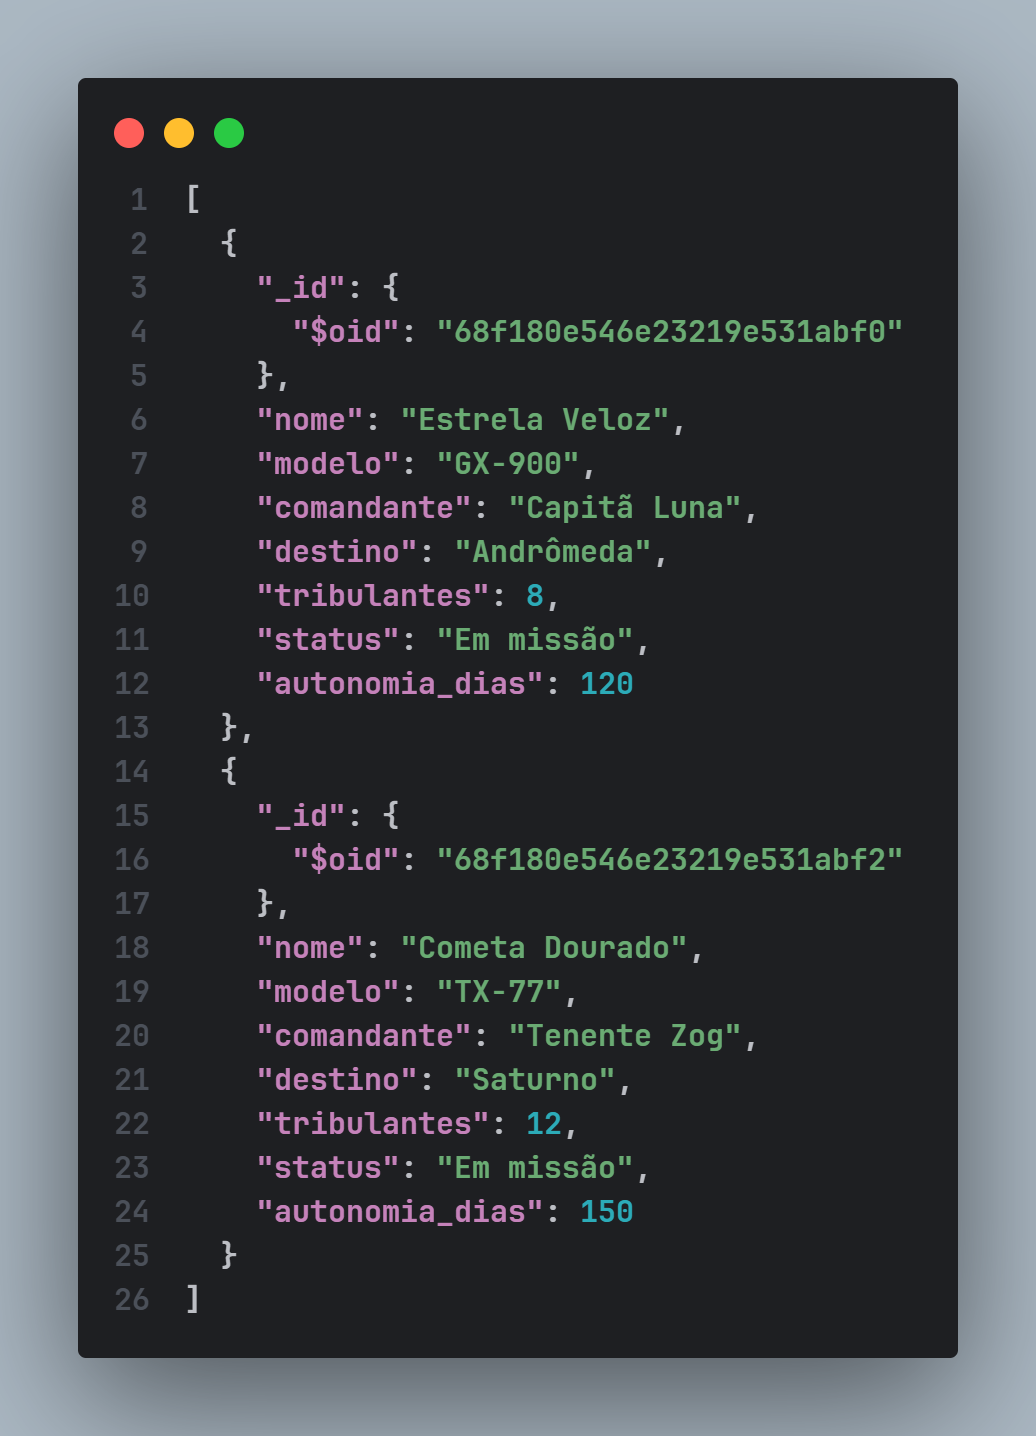 1 [
2   {
3     "_id": {
4       "$oid": "68f180e546e23219e531abf0"
5     },
6     "nome": "Estrela Veloz",
7     "modelo": "GX-900",
8     "comandante": "Capitã Luna",
9     "destino": "Andrômeda",
10     "tribulantes": 8,
11     "status": "Em missão",
12     "autonomia_dias": 120
13   },
14   {
15     "_id": {
16       "$oid": "68f180e546e23219e531abf2"
17     },
18     "nome": "Cometa Dourado",
19     "modelo": "TX-77",
20     "comandante": "Tenente Zog",
21     "destino": "Saturno",
22     "tribulantes": 12,
23     "status": "Em missão",
24     "autonomia_dias": 150
25   }
26 ]